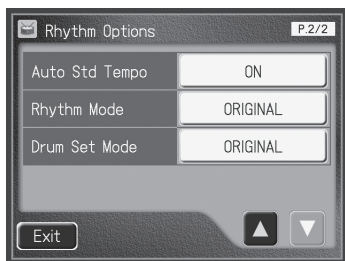 Rhythm Options P.2/2
Auto Std Tempo ON
Rhythm Mode ORIGINAL
Drum Set Mode ORIGINAL
Exit